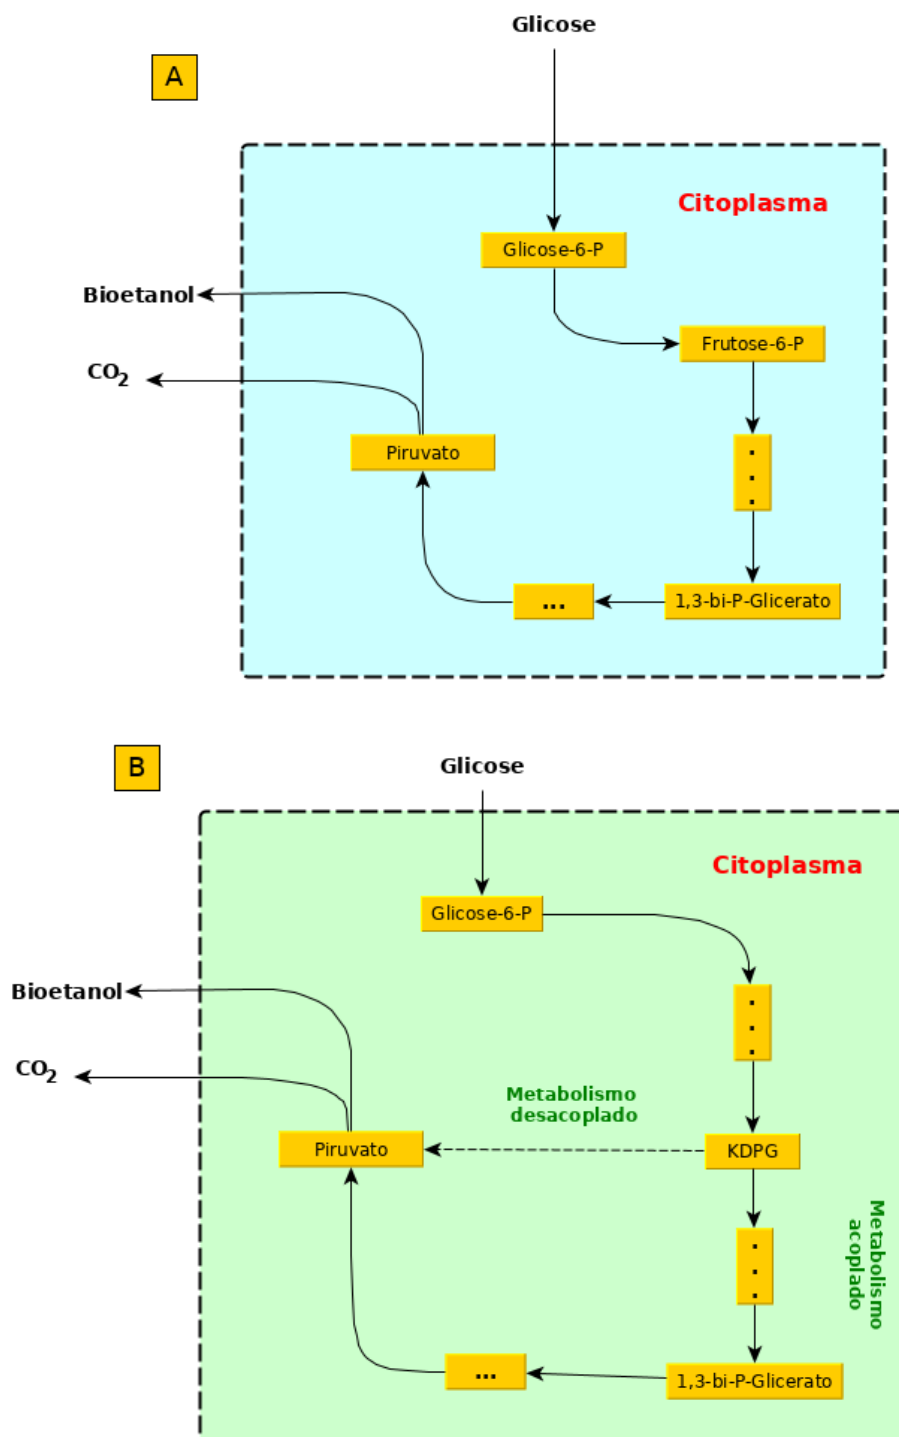 Glicose
A
Citoplasma
Glicose-6-P
Bioetanol
Frutose-6-P
CO2
Piruvato
...
1,3-bi-P-Glicerato
...
B
Glicose
Citoplasma
Glicose-6-P
Bioetanol
...
CO2
Metabolismo
desacoplado
Piruvato
KDPG
Metabolismo
acoplado
...
...
1,3-bi-P-Glicerato